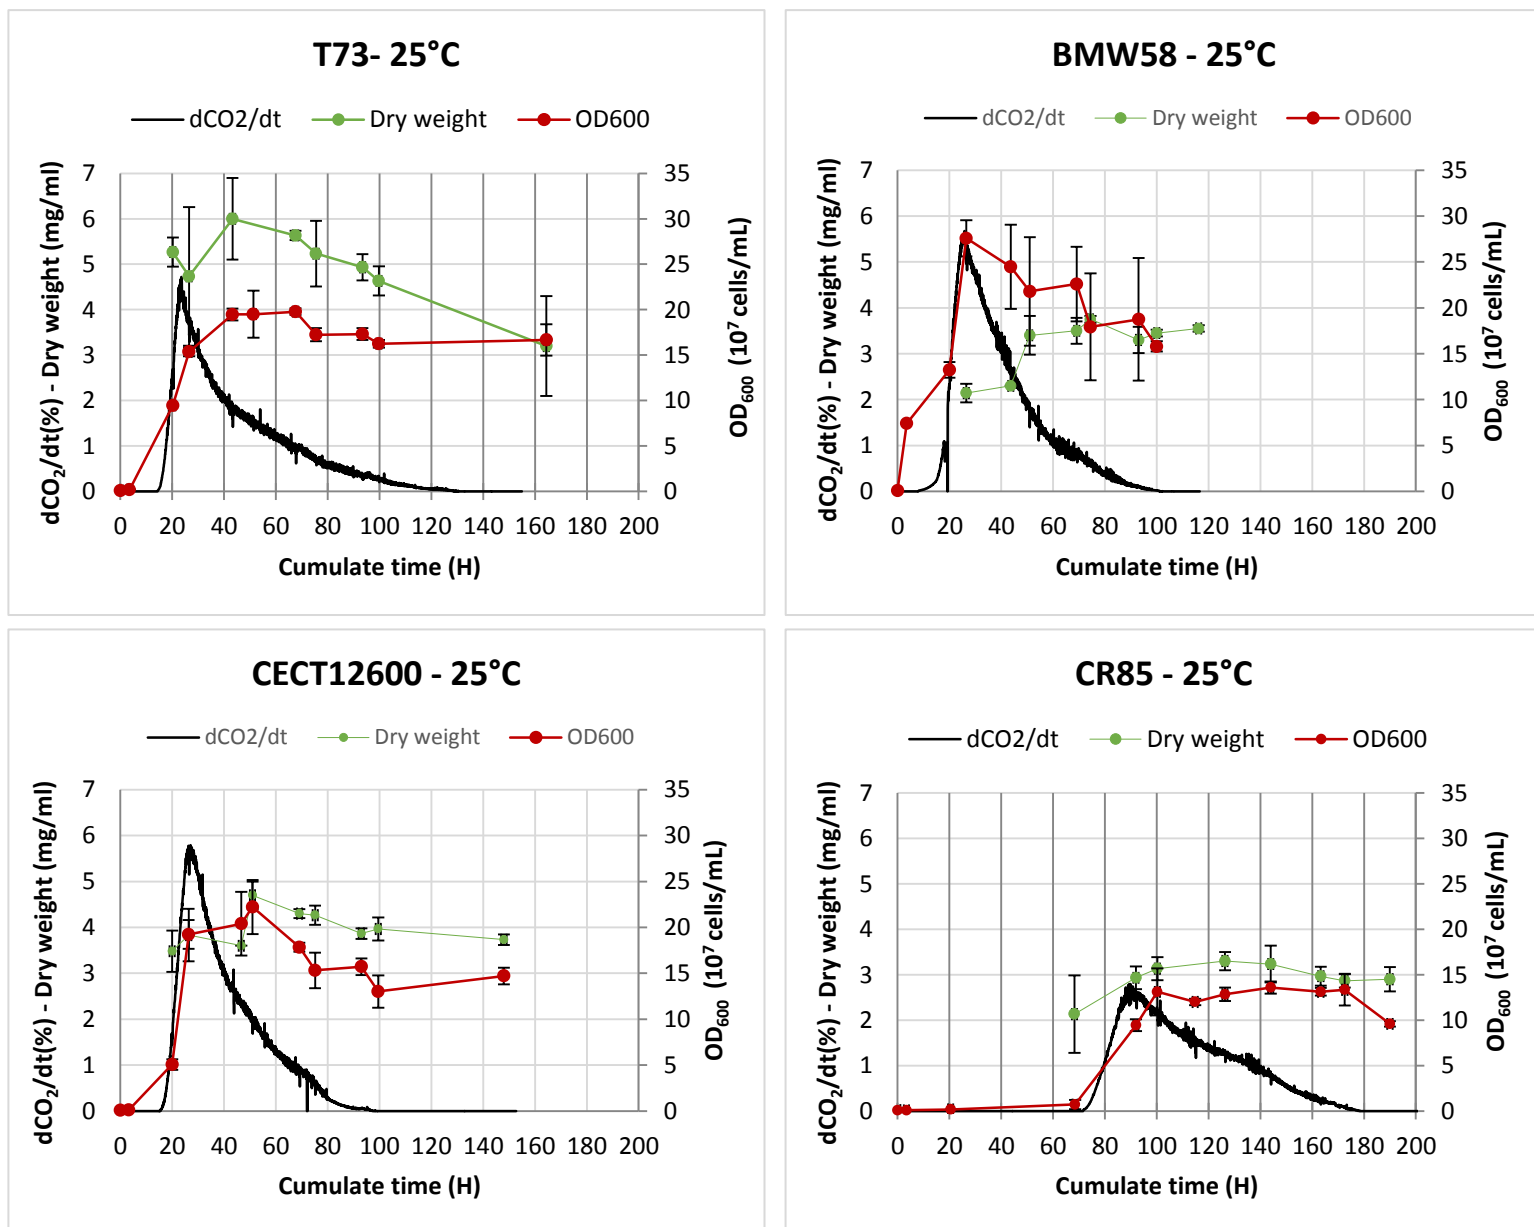 T73- 25°C
dCO2/dt Dry weight OD600
dCO₂/dt(%) - Dry weight (mg/ml)
7
6
5
4
3
2
1
0
35
30
25
20
15
10
5
0
OD₆₀₀ (10⁷ cells/mL)
0 20 40 60 80 100 120 140 160 180 200
Cumulate time (H)
BMW58 - 25°C
dCO2/dt Dry weight OD600
dCO₂/dt(%) - Dry weight (mg/ml)
7
6
5
4
3
2
1
0
35
30
25
20
15
10
5
0
OD₆₀₀ (10⁷ cells/mL)
0 20 40 60 80 100 120 140 160 180 200
Cumulate time (H)
CECT12600 - 25°C
dCO2/dt Dry weight OD600
dCO₂/dt(%) - Dry weight (mg/ml)
7
6
5
4
3
2
1
0
35
30
25
20
15
10
5
0
OD₆₀₀ (10⁷ cells/mL)
0 20 40 60 80 100 120 140 160 180 200
Cumulate time (H)
CR85 - 25°C
dCO2/dt Dry weight OD600
dCO₂/dt(%) - Dry weight (mg/ml)
7
6
5
4
3
2
1
0
35
30
25
20
15
10
5
0
OD₆₀₀ (10⁷ cells/mL)
0 20 40 60 80 100 120 140 160 180 200
Cumulate time (H)